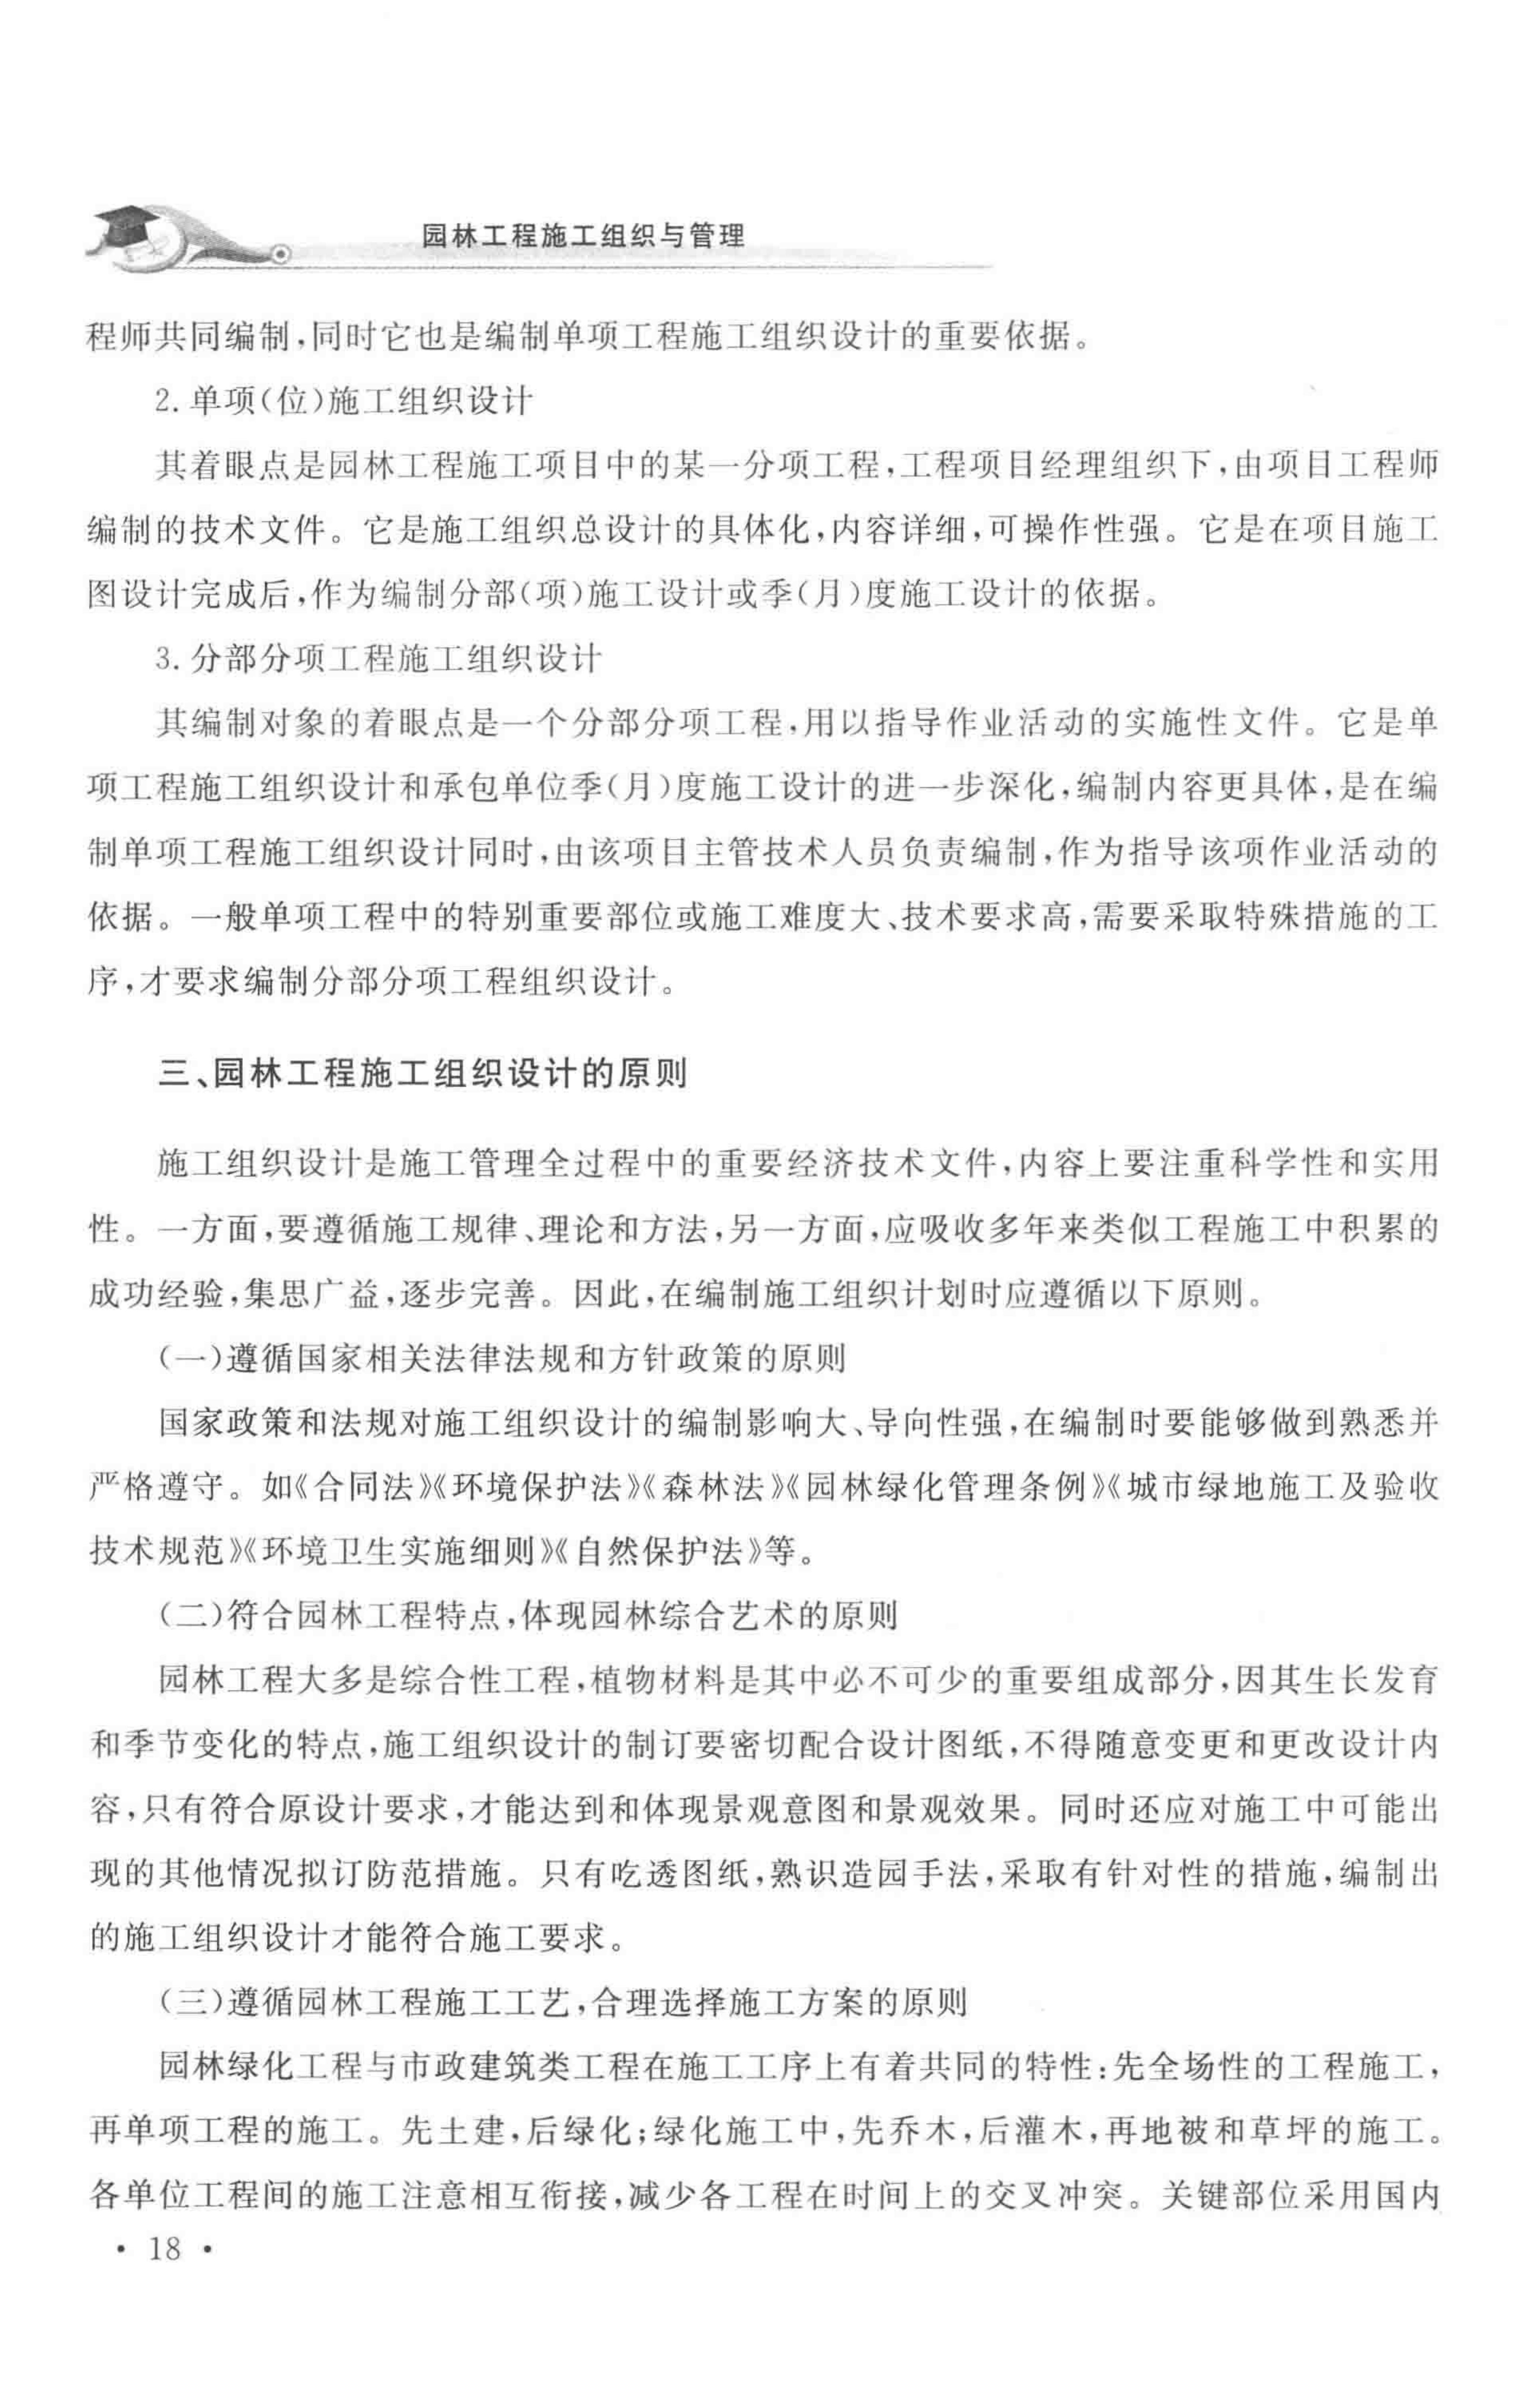 园林工程施工组织与管理
程师共同编制,同时它也是编制单项工程施工组织设计的重要依据。
2. 单项(位)施工组织设计
其着眼点是园林工程施工项目中的某一分项工程,工程项目经理组织下,由项目工程师
编制的技术文件。它是施工组织总设计的具体化,内容详细,可操作性强。它是在项目施工
图设计完成后,作为编制分部(项)施工设计或季(月)度施工设计的依据。
3. 分部分项工程施工组织设计
其编制对象的着眼点是一个分部分项工程,用以指导作业活动的实施性文件。它是单
项工程施工组织设计和承包单位季(月)度施工设计的进一步深化,编制内容更具体,是在编
制单项工程施工组织设计同时,由该项目主管技术人员负责编制,作为指导该项作业活动的
依据。一般单项工程中的特别重要部位或施工难度大、技术要求高,需要采取特殊措施的工
序,才要求编制分部分项工程组织设计。
三、园林工程施工组织设计的原则
施工组织设计是施工管理全过程中的重要经济技术文件,内容上要注重科学性和实用
性。一方面,要遵循施工规律、理论和方法,另一方面,应吸收多年来类似工程施工中积累的
成功经验,集思广益,逐步完善。因此,在编制施工组织计划时应遵循以下原则。
(一)遵循国家相关法律法规和方针政策的原则
国家政策和法规对施工组织设计的编制影响大、导向性强,在编制时要能够做到熟悉并
严格遵守。如《合同法》《环境保护法》《森林法》《园林绿化管理条例》《城市绿地施工及验收
技术规范》《环境卫生实施细则》《自然保护法》等。
(二)符合园林工程特点,体现园林综合艺术的原则
园林工程大多是综合性工程,植物材料是其中必不可少的重要组成部分,因其生长发育
和季节变化的特点,施工组织设计的制订要密切配合设计图纸,不得随意变更和更改设计内
容,只有符合原设计要求,才能达到和体现景观意图和景观效果。同时还应对施工中可能出
现的其他情况拟订防范措施。只有吃透图纸,熟识造园手法,采取有针对性的措施,编制出
的施工组织设计才能符合施工要求。
(三)遵循园林工程施工工艺,合理选择施工方案的原则
园林绿化工程与市政建筑类工程在施工工序上有着共同的特性:先全场性的工程施工,
再单项工程的施工。先土建,后绿化;绿化施工中,先乔木,后灌木,再地被和草坪的施工。
各单位工程间的施工注意相互衔接,减少各工程在时间上的交叉冲突。关键部位采用国内
• 18 •